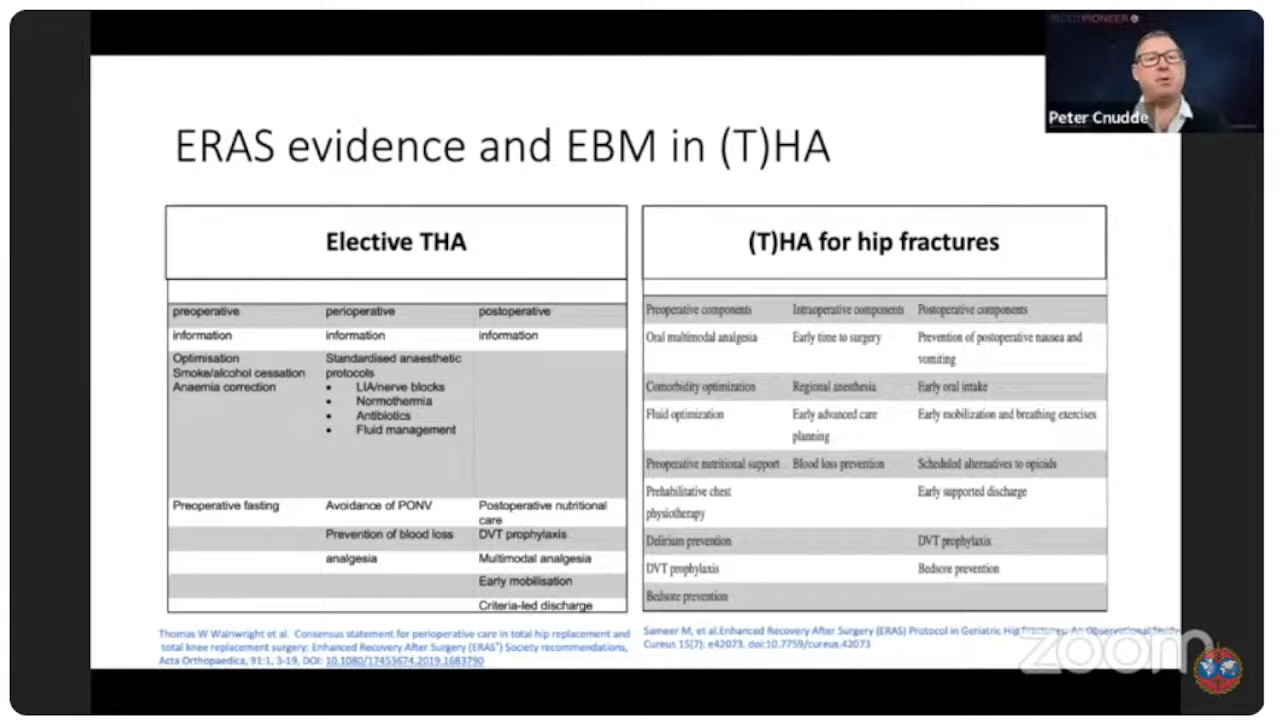 PIONEER
Peter Cnudde
ERAS evidence and EBM in (T)HA
Elective THA
preoperative perioperative postoperative
information information information
Optimisation Standardised anaesthetic
Smoke/alcohol cessation protocols
Anaemia correction • LIA/nerve blocks
• Normothermia
• Antibiotics
• Fluid management
Preoperative fasting Avoidance of PONV Postoperative nutritional
care
Prevention of blood loss DVT prophylaxis
analgesia Multimodal analgesia
Early mobilisation
Criteria-led discharge
Thomas W Wainwright et al. Consensus statement for perioperative care in total hip replacement and
total knee replacement surgery: Enhanced Recovery After Surgery (ERAS®) Society recommendations,
Acta Orthopaedica, 91:1, 3-19, DOI: 10.1080/17453674.2019.1683790
(T)HA for hip fractures
Preoperative components Intraoperative components Postoperative components
Oral multimodal analgesia Early time to surgery Prevention of postoperative nausea and
vomiting
Comorbidity optimization Regional anesthesia Early oral intake
Fluid optimization Early advanced care Early mobilization and breathing exercises
planning
Preoperative nutritional support Blood loss prevention Scheduled alternatives to opioids
Prehabilitative chest Early supported discharge
physiotherapy
Delirium prevention DVT prophylaxis
DVT prophylaxis Bedsore prevention
Bedsore prevention
Sameer M, et al.Enhanced Recovery After Surgery (ERAS) Protocol in Geriatric Hip Fractures: An Observational Study.
Cureus 15(7): e42073. doi:10.7759/cureus.42073
zoom